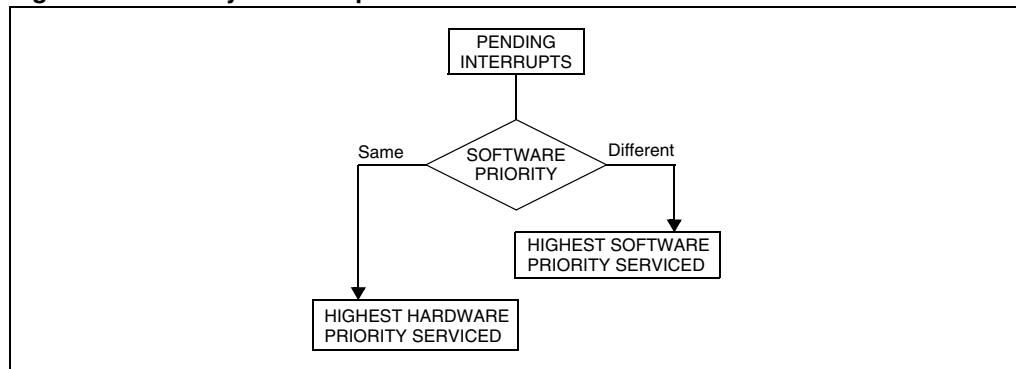 PENDING
INTERRUPTS
Same
SOFTWARE
PRIORITY
Different
HIGHEST SOFTWARE
PRIORITY SERVICED
HIGHEST HARDWARE
PRIORITY SERVICED